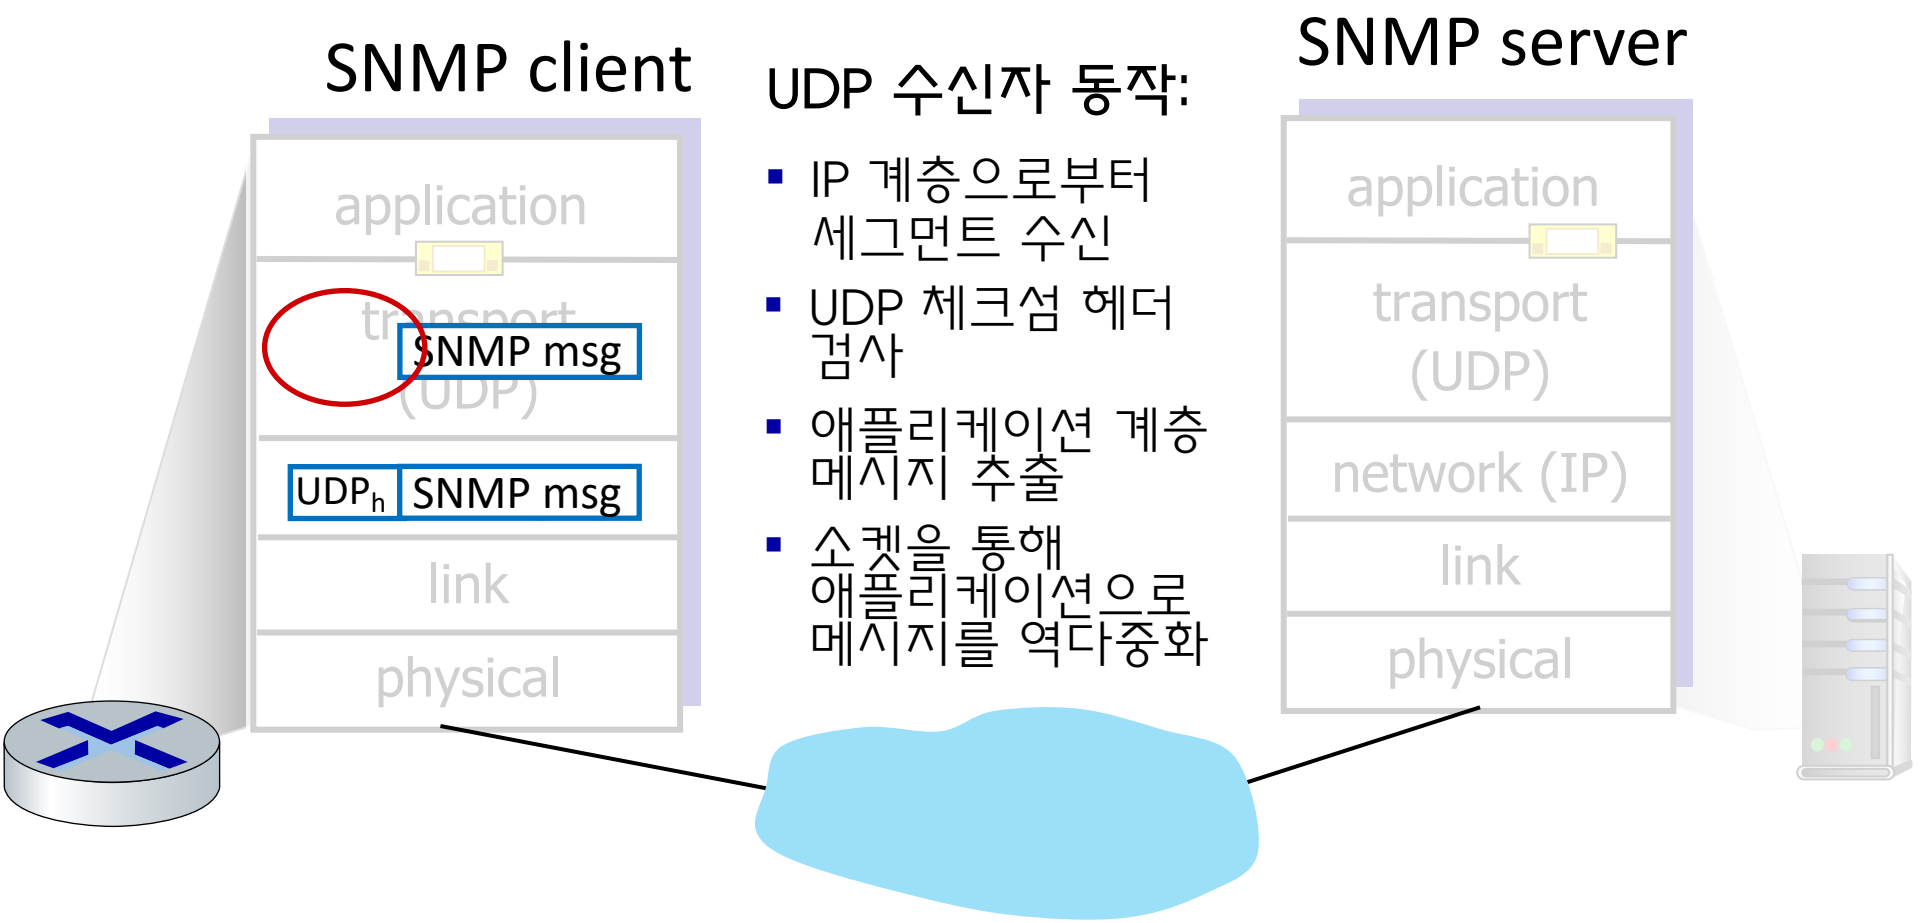 SNMP client
application
transport
SNMP msg
(UDP)
UDPh SNMP msg
link
physical
UDP 수신자 동작:
▪ IP 계층으로부터
세그먼트 수신
▪ UDP 체크섬 헤더
검사
▪ 애플리케이션 계층
메시지 추출
▪ 소켓을 통해
애플리케이션으로
메시지를 역다중화
SNMP server
application
transport
(UDP)
network (IP)
link
physical